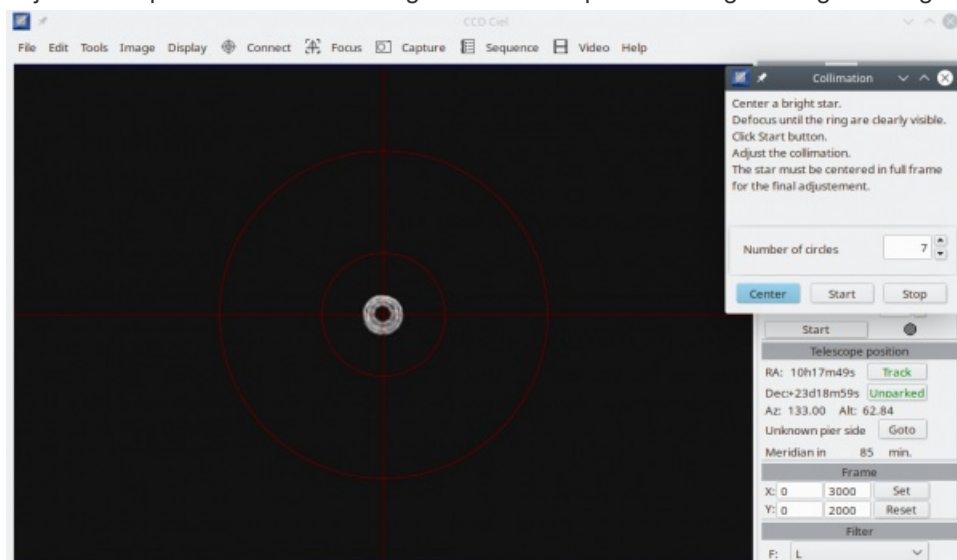 CCD Ciel
File Edit Tools Image Display Connect Focus Capture Sequence Video Help
Collimation
Center a bright star.
Defocus until the ring are clearly visible.
Click Start button.
Adjust the collimation.
The star must be centered in full frame
for the final adjustement.
Number of circles 7
Center Start Stop
Start
Telescope position
RA: 10h17m49s Track
Dec:+23d18m59s Unparked
Az: 133.00 Alt: 62.84
Unknown pier side Goto
Meridian in 85 min.
Frame
X: 0 3000 Set
Y: 0 2000 Reset
Filter
F: L